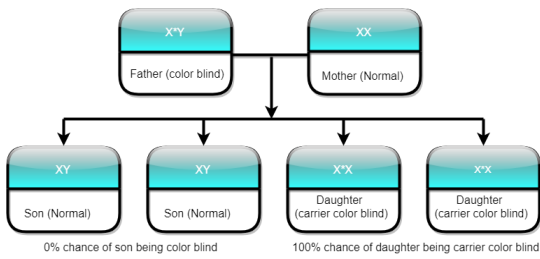 X*Y
XX
Father (color blind)
Mother (Normal)
XY
XY
X*X
X*X
Son (Normal)
Son (Normal)
Daughter
(carrier color blind)
Daughter
(carrier color blind)
0% chance of son being color blind
100% chance of daughter being carrier color blind